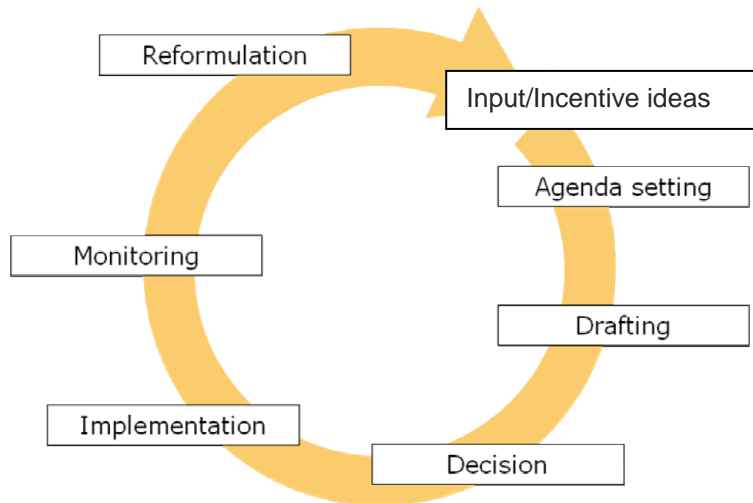 Reformulation
Input/Incentive ideas
Agenda setting
Monitoring
Drafting
Implementation
Decision